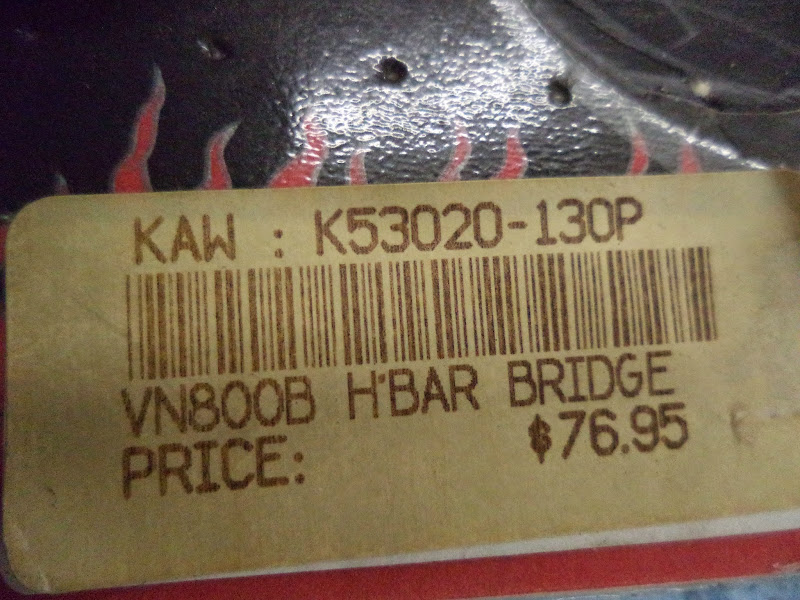 KAW : K53020-130P
VN800B H'BAR BRIDGE
PRICE: $76.95